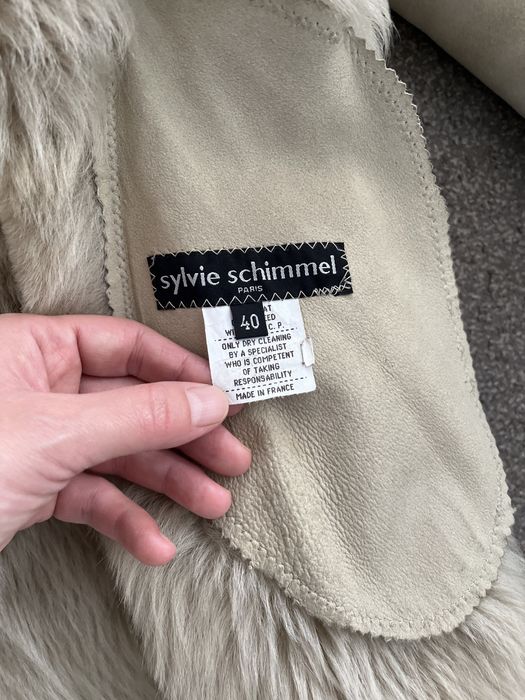 sylvie schimmel
PARIS
40
C.P.
ONLY DRY CLEANING
BY A SPECIALIST
WHO IS COMPETENT
OF TAKING
RESPONSABILITY
MADE IN FRANCE